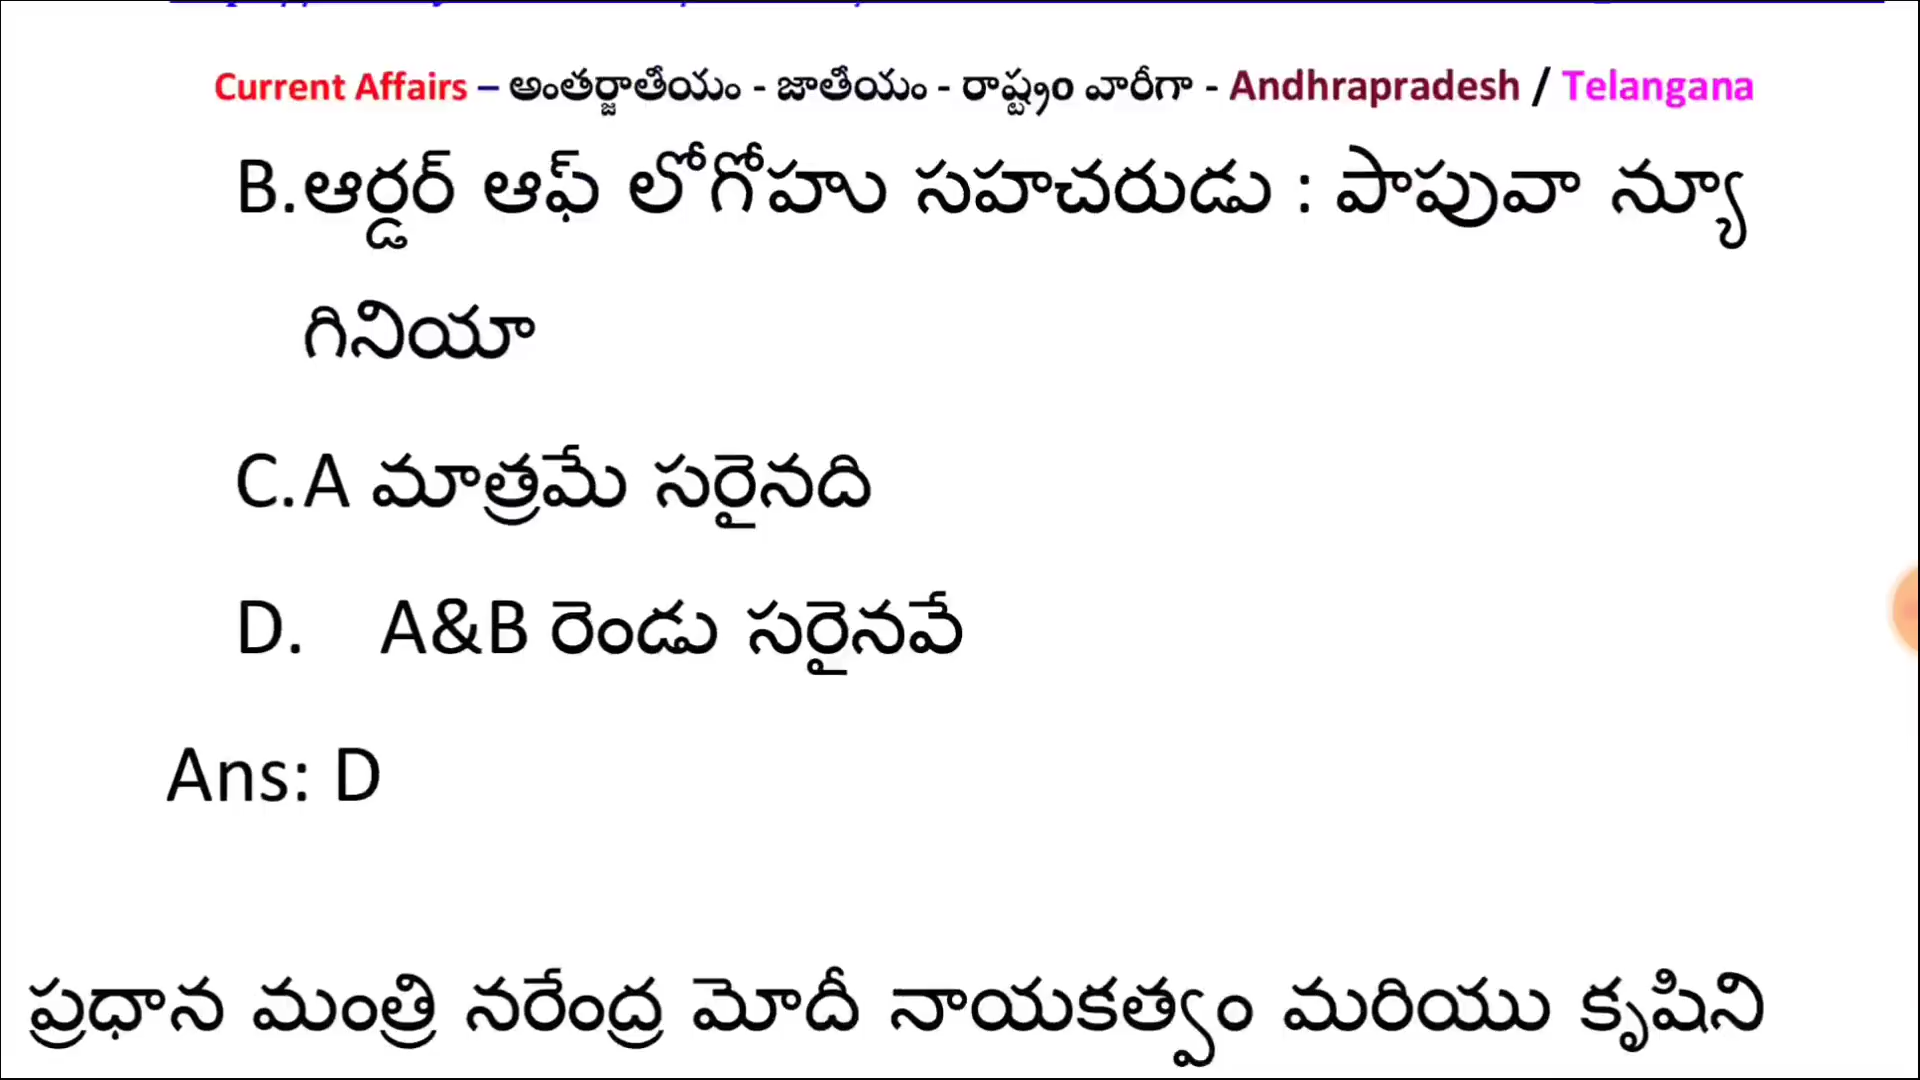 Current Affairs – అంతర్జాతీయం - జాతీయం - రాష్ట్రం వారీగా - Andhrapradesh / Telangana
B.ఆర్డర్ ఆఫ్ లోగోహు సహచరుడు : పాపువా న్యూ
గినియా
C.A మాత్రమే సరైనది
D. A&B రెండు సరైనవే
Ans: D
ప్రధాన మంత్రి నరేంద్ర మోదీ నాయకత్వం మరియు కృషిని